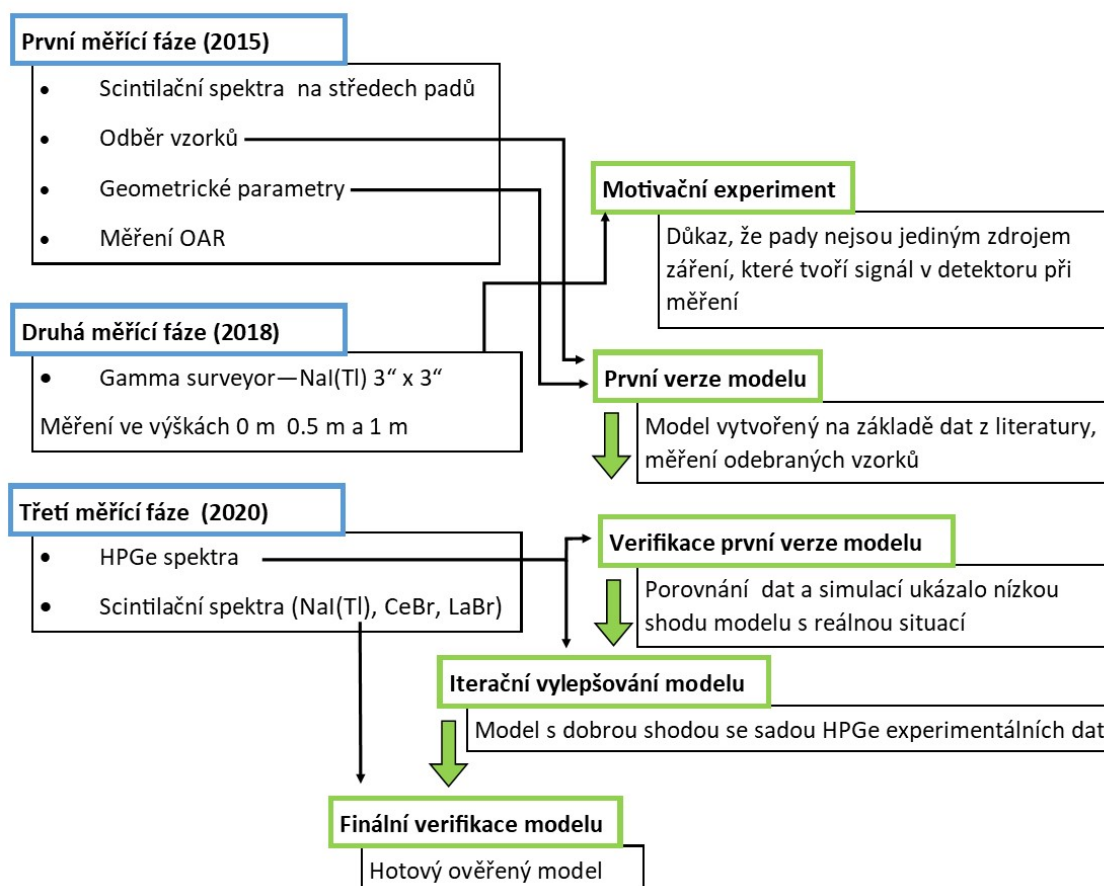 První měřící fáze (2015)
• Scintilační spektra na středech padů
• Odběr vzorků
• Geometrické parametry
• Měření OAR
Motivační experiment
Důkaz, že pady nejsou jediným zdrojem
záření, které tvoří signál v detektoru při
měření
Druhá měřící fáze (2018)
• Gamma surveyor—NaI(Tl) 3“ x 3“
Měření ve výškách 0 m 0.5 m a 1 m
První verze modelu
Model vytvořený na základě dat z literatury,
měření odebraných vzorků
Třetí měřící fáze (2020)
• HPGe spektra
• Scintilační spektra (NaI(Tl), CeBr, LaBr)
Verifikace první verze modelu
Porovnání dat a simulací ukázalo nízkou
shodu modelu s reálnou situací
Iterační vylepšování modelu
Model s dobrou shodou se sadou HPGe experimentálních dat
Finální verifikace modelu
Hotový ověřený model